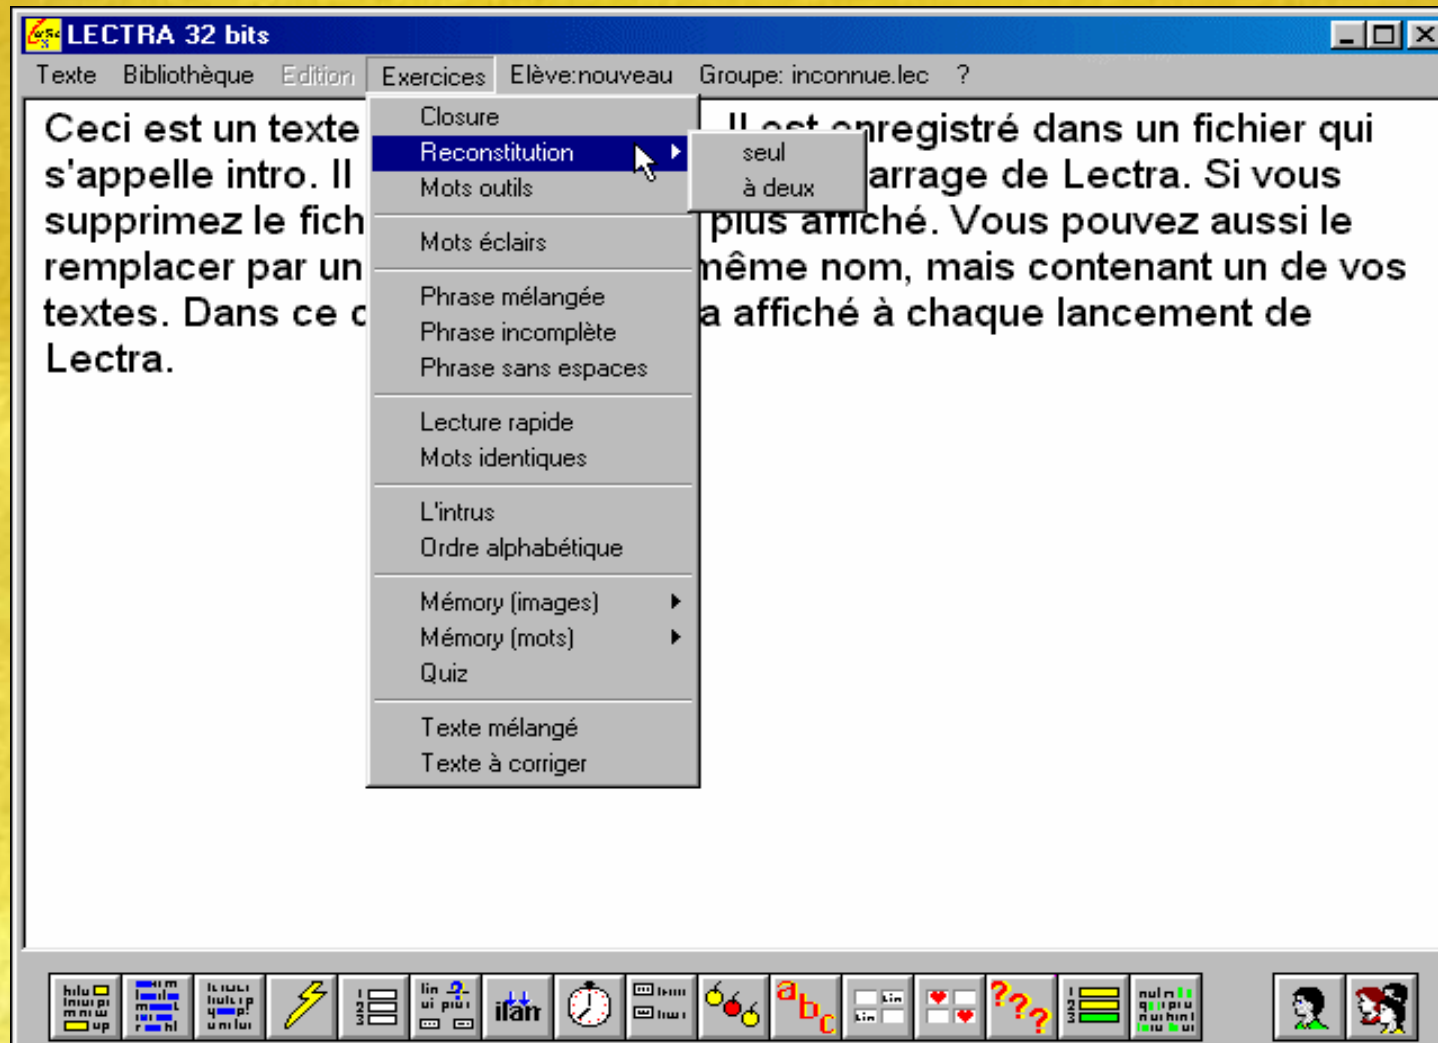 LECTRA 32 bits
Texte Bibliothèque Edition Exercices Elève:nouveau Groupe: inconnue.lec ?
Ceci est un texte Il est enregistré dans un fichier qui
s'appelle intro. Il arrage de Lectra. Si vous
supprimez le fich plus affiché. Vous pouvez aussi le
remplacer par un même nom, mais contenant un de vos
textes. Dans ce c a affiché à chaque lancement de
Lectra.
Closure
Reconstitution
seul
à deux
Mots outils
Mots éclairs
Phrase mélangée
Phrase incomplète
Phrase sans espaces
Lecture rapide
Mots identiques
L'intrus
Ordre alphabétique
Mémory (images)
Mémory (mots)
Quiz
Texte mélangé
Texte à corriger
a b c
???